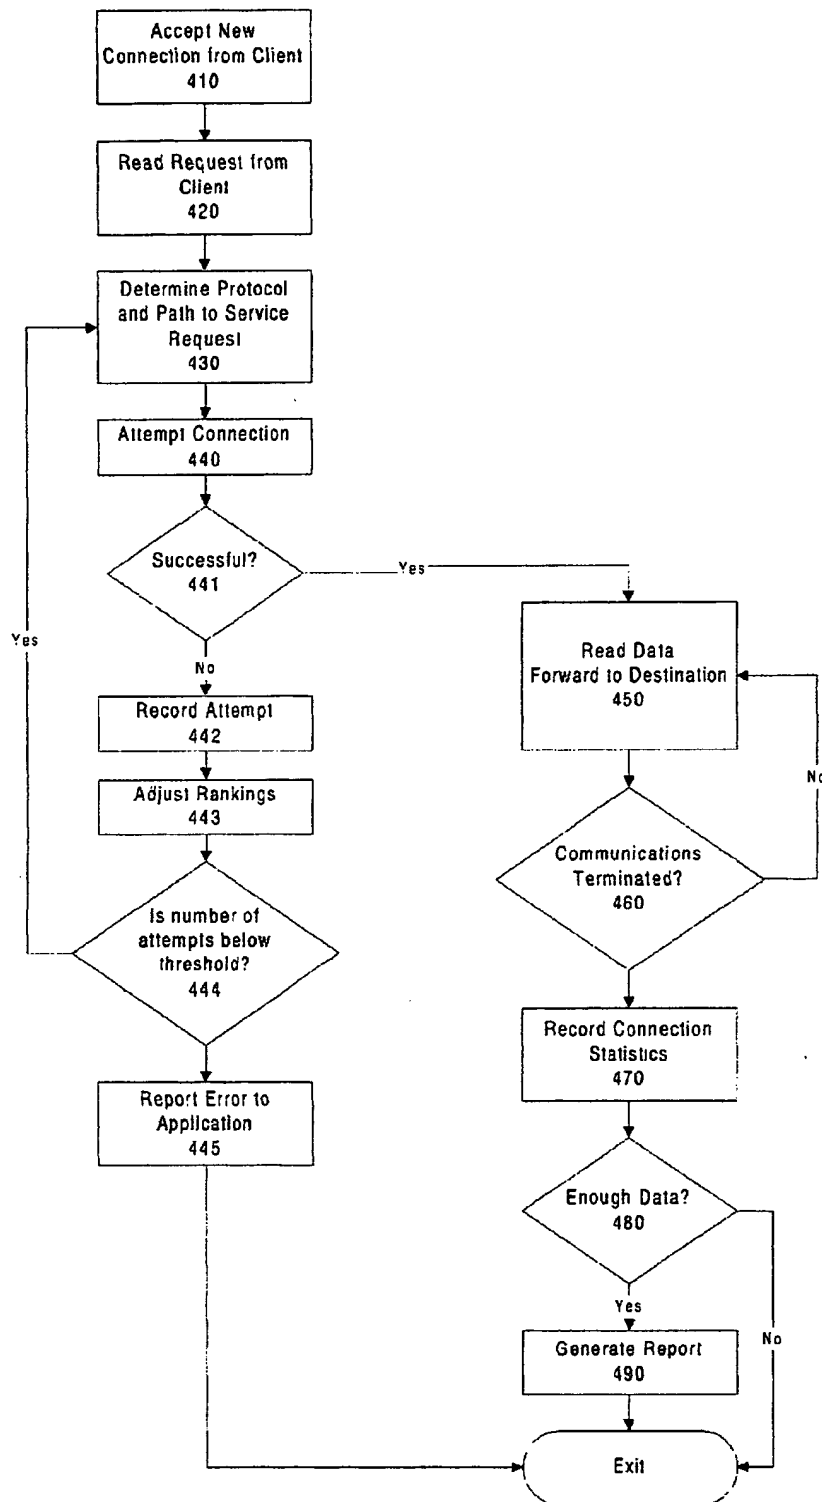 Accept New
Connection from Client
410
Read Request from
Client
420
Determine Protocol
and Path to Service
Request
430
Attempt Connection
440
Successful?
441
Yes
Yes
No
Record Attempt
442
Adjust Rankings
443
Is number of
attempts below
threshold?
444
Report Error to
Application
445
Read Data
Forward to Destination
450
No
Communications
Terminated?
460
Record Connection
Statistics
470
Enough Data?
480
Yes
No
Generate Report
490
Exit